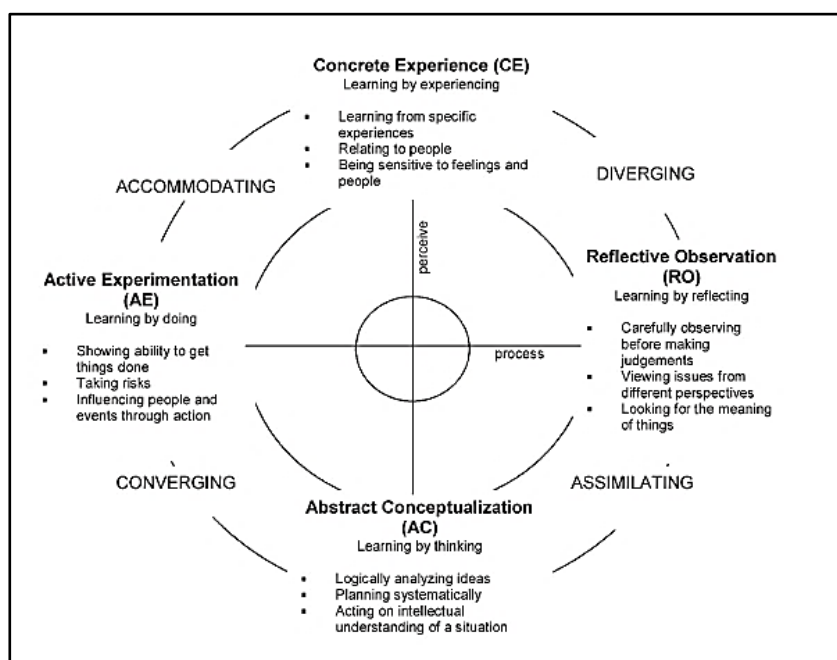 Concrete Experience (CE)
Learning by experiencing
▪ Learning from specific
experiences
▪ Relating to people
▪ Being sensitive to feelings and
people
ACCOMMODATING
DIVERGING
perceive
Active Experimentation
(AE)
Learning by doing
▪ Showing ability to get
things done
▪ Taking risks
▪ Influencing people and
events through action
process
Reflective Observation
(RO)
Learning by reflecting
▪ Carefully observing
before making
judgements
▪ Viewing issues from
different perspectives
▪ Looking for the meaning
of things
CONVERGING
ASSIMILATING
Abstract Conceptualization
(AC)
Learning by thinking
▪ Logically analyzing ideas
▪ Planning systematically
▪ Acting on intellectual
understanding of a situation